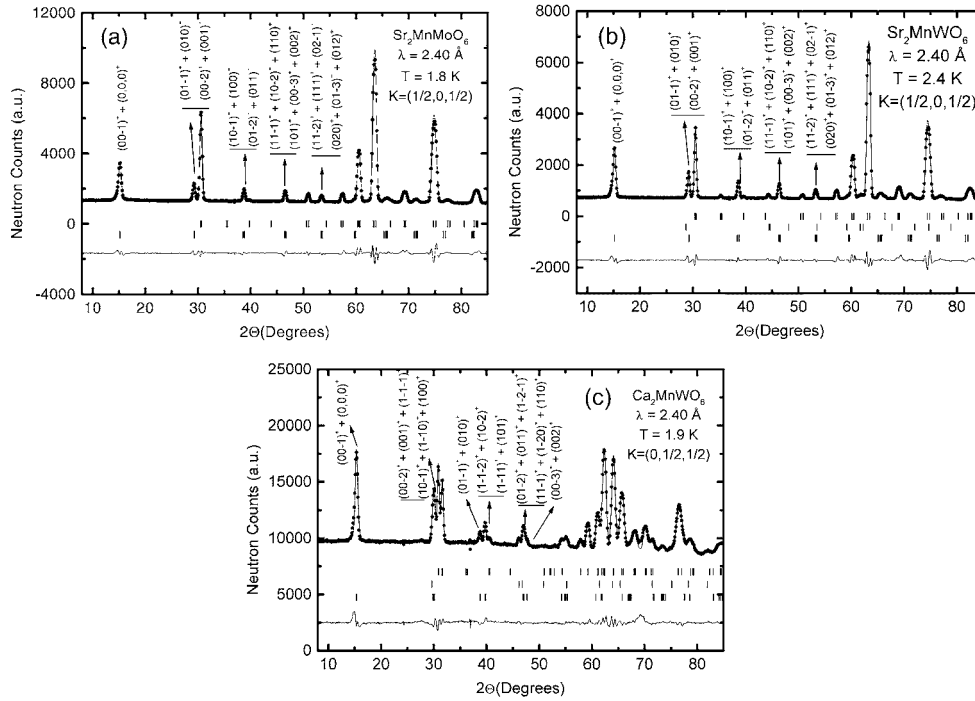 (a)
Sr₂MnMoO₆
λ = 2.40 Å
T = 1.8 K
K=(1/2,0,1/2)
(00-1)⁺ + (0,0,0)⁺
(01-1)⁺ + (010)⁺
(00-2)⁺ + (001)⁺
(10-1)⁺ + (100)⁺
(01-2)⁺ + (011)⁺
(11-1)⁺ + (10-2)⁺ + (110)⁺
(101)⁺ + (00-3)⁺ + (002)⁺
(11-2)⁺ + (111)⁺ + (02-1)⁺
(020)⁺ + (01-3)⁺ + (012)⁺
Neutron Counts (a.u.)
12000
8000
4000
0
-4000
10 20 30 40 50 60 70 80
2Θ(Degrees)
(b)
Sr₂MnWO₆
λ = 2.40 Å
T = 2.4 K
K=(1/2,0,1/2)
(00-1)⁺ + (0,0,0)⁺
(01-1)⁺ + (010)⁺
(00-2)⁺ + (001)⁺
(10-1)⁺ + (100)⁺
(01-2)⁺ + (011)⁺
(11-1)⁺ + (10-2)⁺ + (110)⁺
(101)⁺ + (00-3)⁺ + (002)⁺
(11-2)⁺ + (111)⁺ + (02-1)⁺
(020)⁺ + (01-3)⁺ + (012)⁺
Neutron Counts (a.u.)
8000
6000
4000
2000
0
-2000
10 20 30 40 50 60 70 80
2Θ(Degrees)
(c)
Ca₂MnWO₆
λ = 2.40 Å
T = 1.9 K
K=(0,1/2,1/2)
(00-1)⁺ + (0,0,0)⁺
(00-2)⁺ + (001)⁺ + (1-1-1)⁺
(10-1)⁺ + (1-10)⁺ + (100)⁺
(01-1)⁺ + (010)⁺
(1-1-2)⁺ + (10-2)⁺
(1-11)⁺ + (101)⁺
(01-2)⁺ + (011)⁺ + (1-2-1)⁺
(11-1)⁺ + (1-20)⁺ + (110)⁺
(00-3)⁺ + (002)⁺
Neutron Counts (a.u.)
25000
20000
15000
10000
5000
0
10 20 30 40 50 60 70 80
2Θ(Degrees)